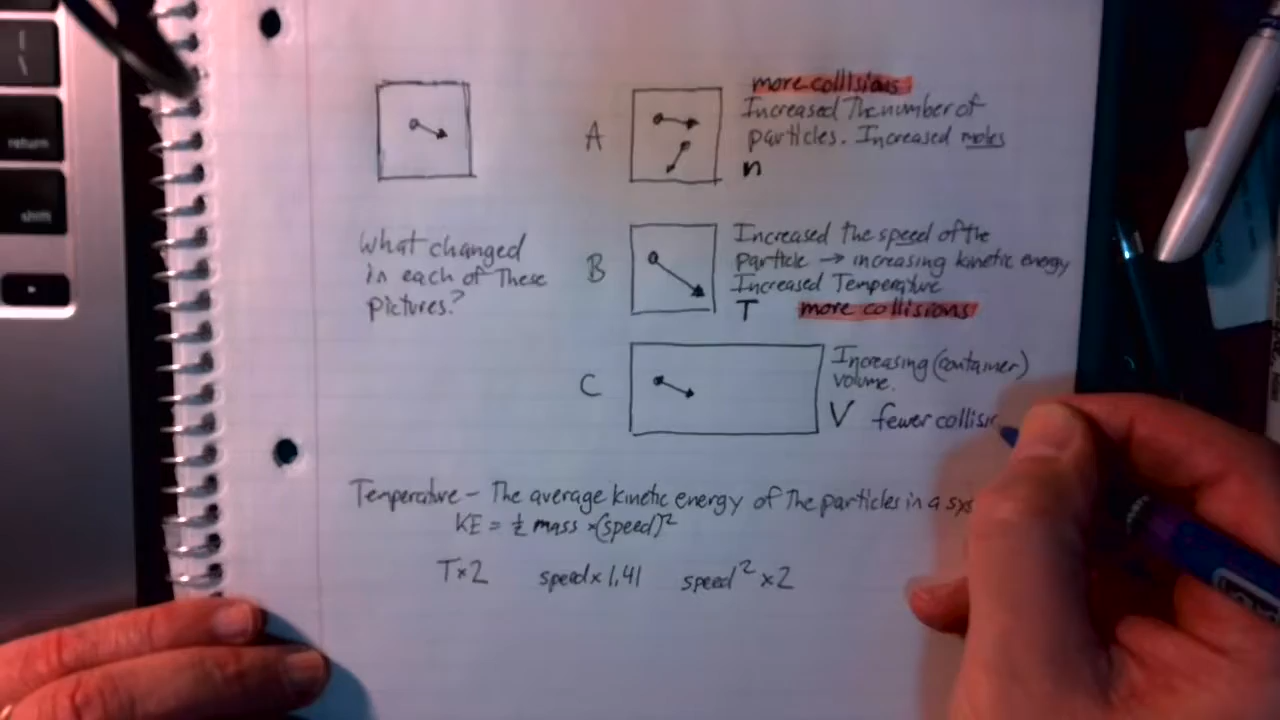 more collisions
Increased The number of
particles. Increased moles
n
A
What changed
in each of These
pictures?
B
Increased The speed of the
particle → increasing kinetic energy
Increased Temperature
T more collisions
C
Increasing (container)
volume.
V fewer
Temperature – The average kinetic energy of The particles in a
KE = ½ mass × (speed)²
T×2 speed×1.41 speed²×2
return
shift